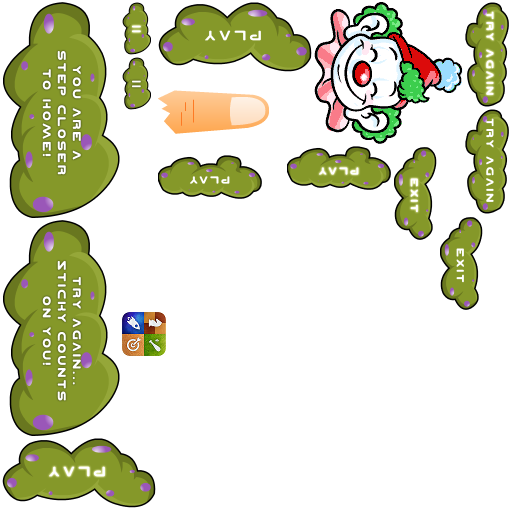 YOU ARE A
STEP CLOSER
TO HOME!
PLAY
TRY AGAIN
TRY AGAIN
PLAY
PLAY
EXIT
EXIT
TRY AGAIN...
STICHY COUNTS
ON YOU!
PLAY